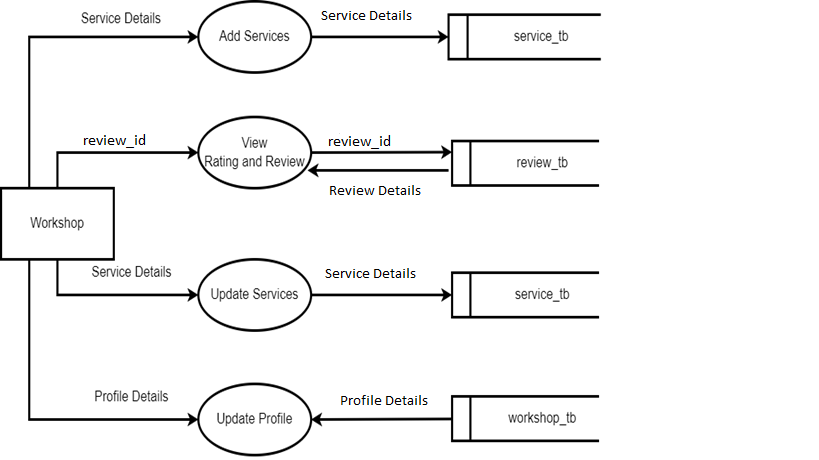 Service Details
Add Services
Service Details
service_tb
review_id
View
Rating and Review
review_id
Review Details
review_tb
Workshop
Service Details
Update Services
Service Details
service_tb
Profile Details
Update Profile
Profile Details
workshop_tb